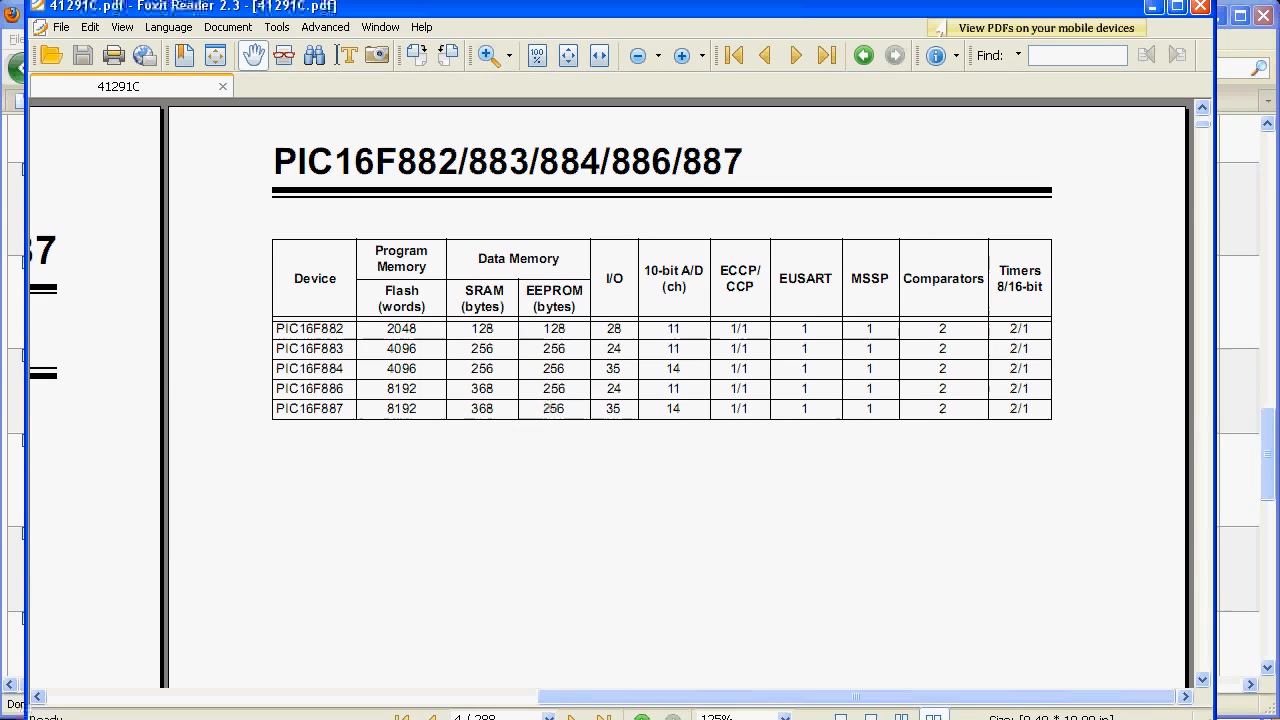 41291C.pdf - Foxit Reader 2.3 - [41291C.pdf]
File Edit View Language Document Tools Advanced Window Help
View PDFs on your mobile devices
Find:
41291C
PIC16F882/883/884/886/887
37
Device Program Memory Data Memory I/O 10-bit A/D (ch) ECCP/ CCP EUSART MSSP Comparators Timers 8/16-bit
Flash (words) SRAM (bytes) EEPROM (bytes)
PIC16F882 2048 128 128 28 11 1/1 1 1 2 2/1
PIC16F883 4096 256 256 24 11 1/1 1 1 2 2/1
PIC16F884 4096 256 256 35 14 1/1 1 1 2 2/1
PIC16F886 8192 368 256 24 11 1/1 1 1 2 2/1
PIC16F887 8192 368 256 35 14 1/1 1 1 2 2/1
Ready 4 / 288 125%